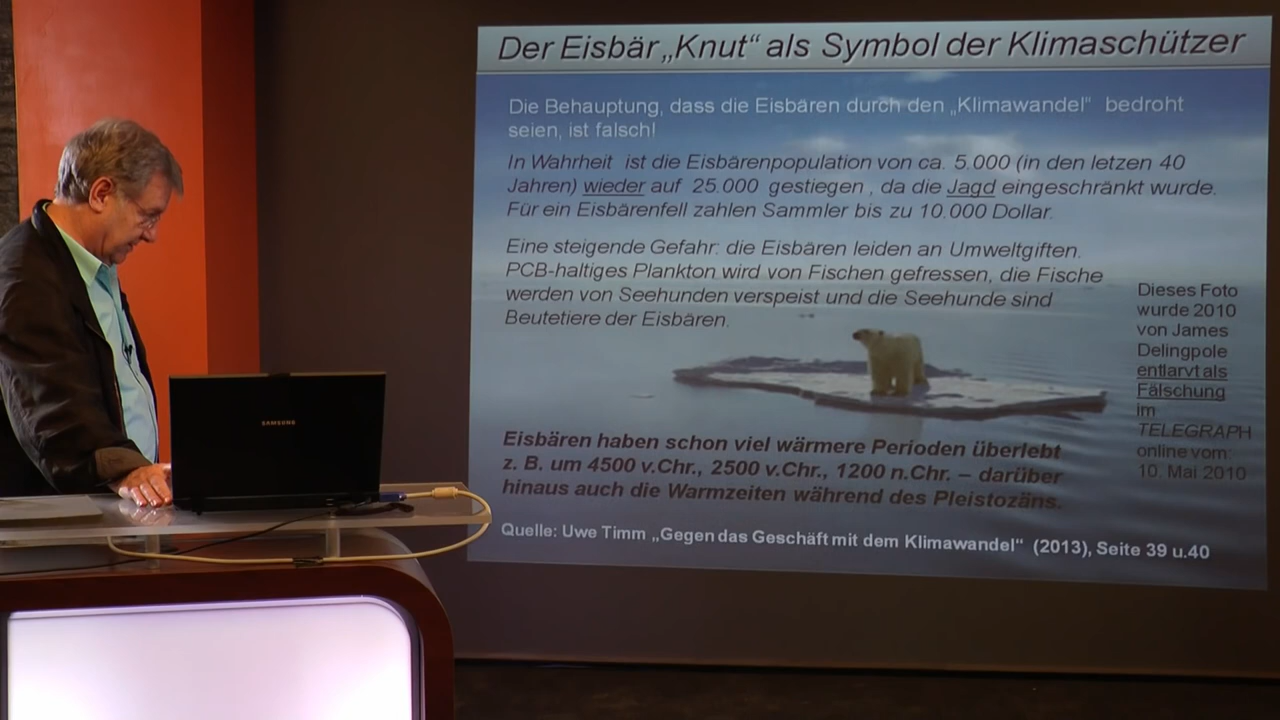 Der Eisbär „Knut“ als Symbol der Klimaschützer
Die Behauptung, dass die Eisbären durch den „Klimawandel“ bedroht
seien, ist falsch!
In Wahrheit ist die Eisbärenpopulation von ca. 5.000 (in den letzen 40
Jahren) wieder auf 25.000 gestiegen , da die Jagd eingeschränkt wurde.
Für ein Eisbärenfell zahlen Sammler bis zu 10.000 Dollar.
Eine steigende Gefahr: die Eisbären leiden an Umweltgiften.
PCB-haltiges Plankton wird von Fischen gefressen, die Fische
werden von Seehunden verspeist und die Seehunde sind
Beutetiere der Eisbären.
Dieses Foto
wurde 2010
von James
Delingpole
entlarvt als
Fälschung
im
TELEGRAPH
online vom:
10. Mai 2010
Eisbären haben schon viel wärmere Perioden überlebt
z. B. um 4500 v.Chr., 2500 v.Chr., 1200 n.Chr. – darüber
hinaus auch die Warmzeiten während des Pleistozäns.
Quelle: Uwe Timm „Gegen das Geschäft mit dem Klimawandel“ (2013), Seite 39 u.40
SAMSUNG